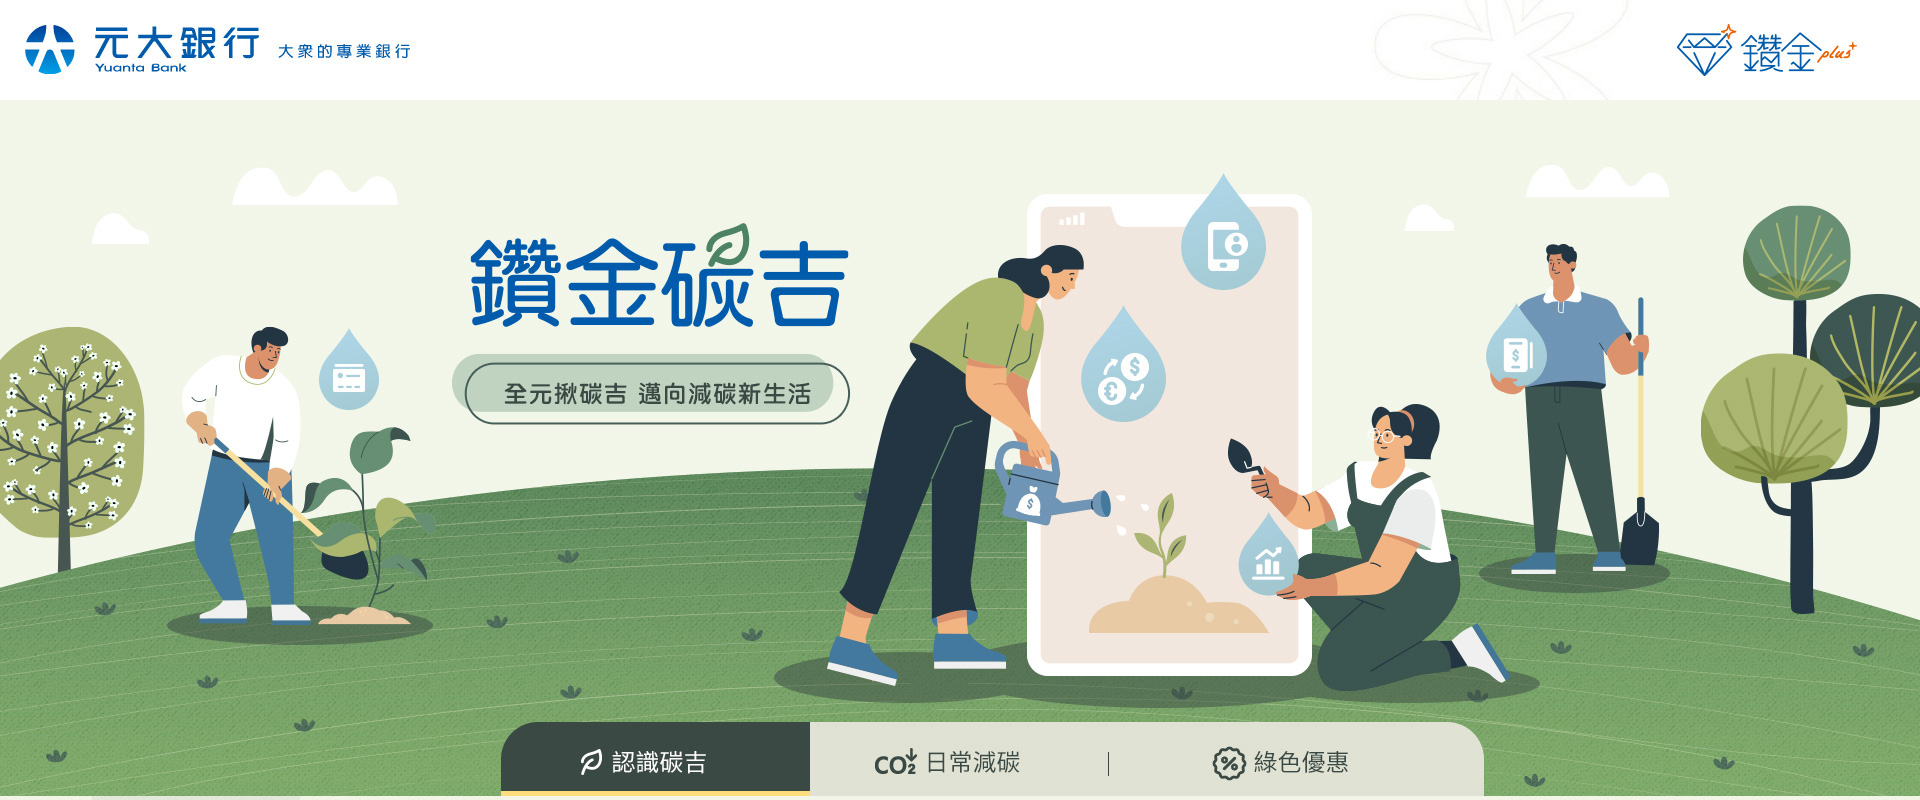 元大銀行
Yuanta Bank
大眾的專業銀行
鑽金plus
鑽金碳吉
全元揪碳吉 邁向減碳新生活
認識碳吉
CO2 日常減碳
綠色優惠